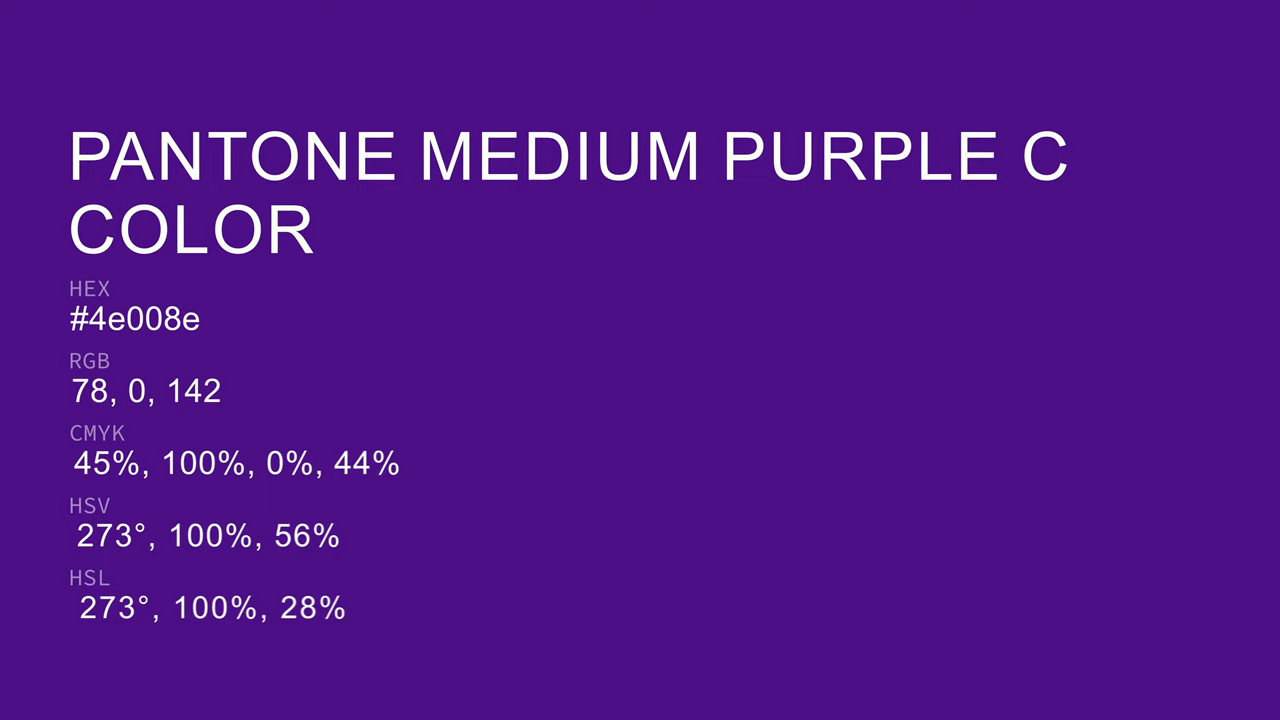 PANTONE MEDIUM PURPLE C
COLOR
HEX
#4e008e
RGB
78, 0, 142
CMYK
45%, 100%, 0%, 44%
HSV
273°, 100%, 56%
HSL
273°, 100%, 28%